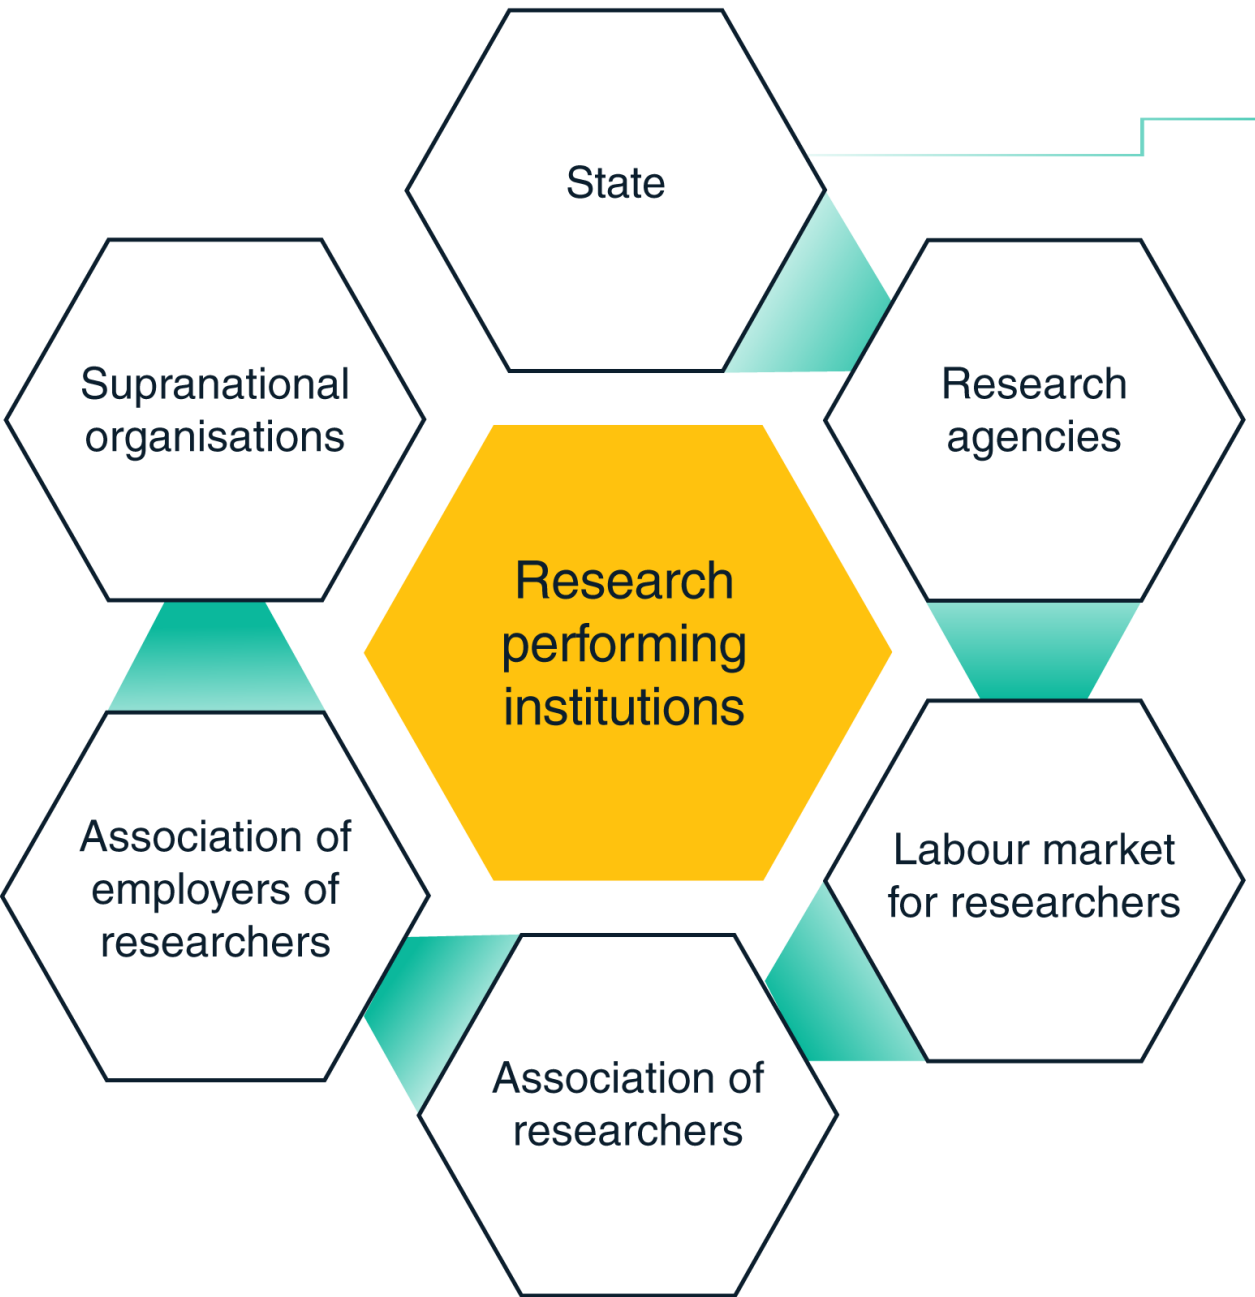 State
Supranational
organisations
Research
agencies
Research
performing
institutions
Association of
employers of
researchers
Labour market
for researchers
Association of
researchers